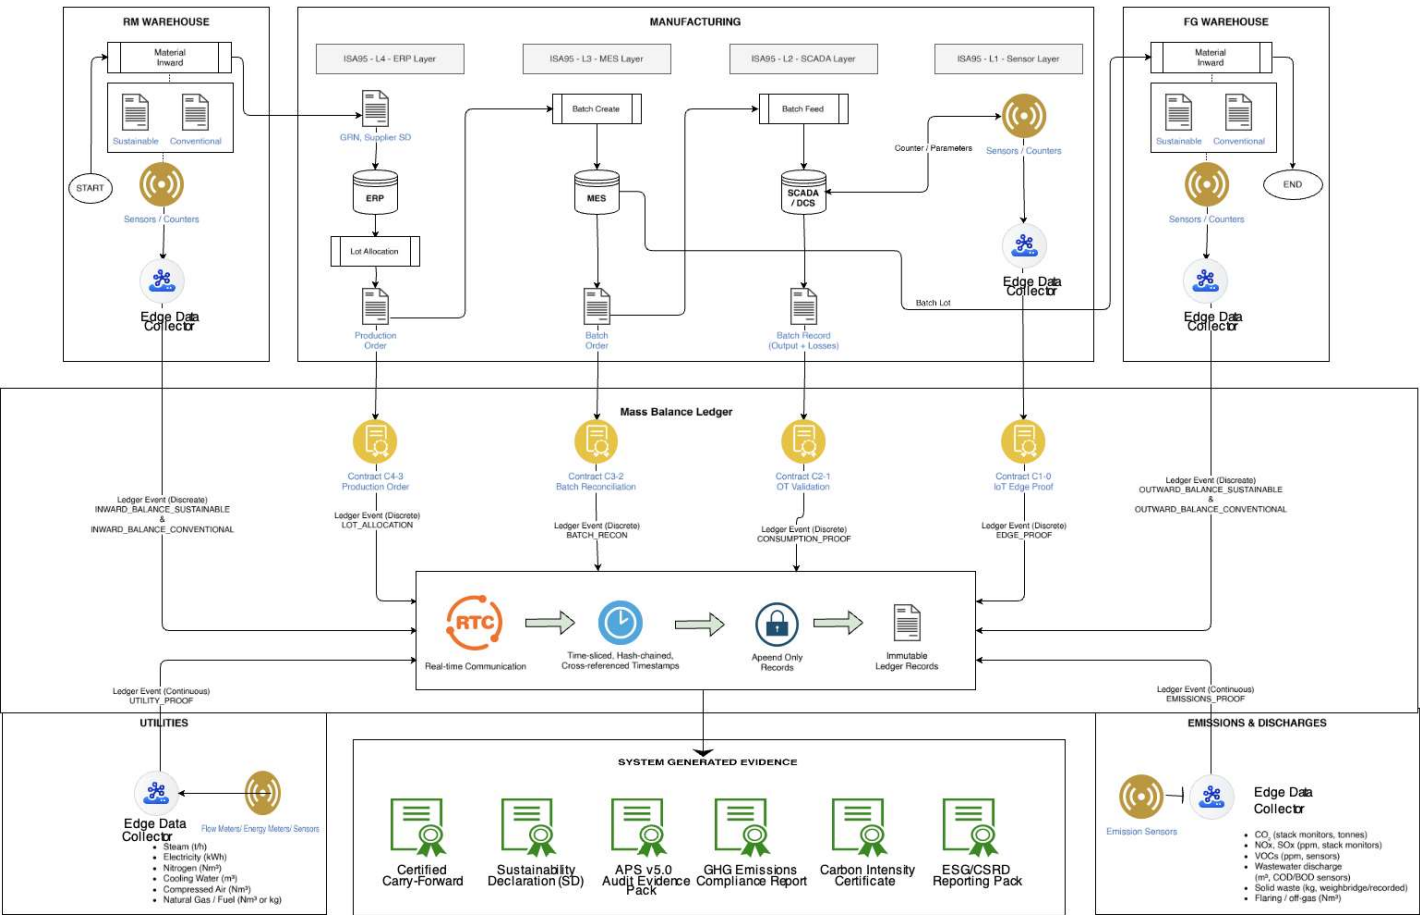 RM WAREHOUSE
Material
Inward
Sustainable
Conventional
START
Sensors / Counters
Edge Data
Collector
MANUFACTURING
ISA95 - L4 - ERP Layer
ISA95 - L3 - MES Layer
ISA95 - L2 - SCADA Layer
ISA95 - L1 - Sensor Layer
GRN, Supplier SD
ERP
Lot Allocation
Production
Order
Batch Create
MES
Batch
Order
Batch Feed
SCADA
/ DCS
Batch Record
(Output + Losses)
Counter / Parameters
Sensors / Counters
Edge Data
Collector
Batch Lot
FG WAREHOUSE
Material
Inward
Sustainable
Conventional
END
Sensors / Counters
Edge Data
Collector
Mass Balance Ledger
Contract C4-3
Production Order
Contract C3-2
Batch Reconciliation
Contract C2-1
OT Validation
Contract C1-0
IoT Edge Proof
Ledger Event (Discreate)
INWARD_BALANCE_SUSTAINABLE
&
INWARD_BALANCE_CONVENTIONAL
Ledger Event (Discrete)
LOT_ALLOCATION
Ledger Event (Discrete)
BATCH_RECON
Ledger Event (Discrete)
CONSUMPTION_PROOF
Ledger Event (Discrete)
EDGE_PROOF
Ledger Event (Discreate)
OUTWARD_BALANCE_SUSTAINABLE
&
OUTWARD_BALANCE_CONVENTIONAL
RTC
Real-time Communication
Time-sliced, Hash-chained,
Cross-referenced Timestamps
Apeend Only
Records
Immutable
Ledger Records
Ledger Event (Continuous)
UTILITY_PROOF
Ledger Event (Continuous)
EMISSIONS_PROOF
UTILITIES
Edge Data
Collector
Flow Meters/ Energy Meters/ Sensors
• Steam (t/h)
• Electricity (kWh)
• Nitrogen (Nm³)
• Cooling Water (m³)
• Compressed Air (Nm³)
• Natural Gas / Fuel (Nm³ or kg)
SYSTEM GENERATED EVIDENCE
Certified
Carry-Forward
Sustainability
Declaration (SD)
APS v5.0
Audit Evidence
Pack
GHG Emissions
Compliance Report
Carbon Intensity
Certificate
ESG/CSRD
Reporting Pack
EMISSIONS & DISCHARGES
Emission Sensors
Edge Data
Collector
• CO₂ (stack monitors, tonnes)
• NOx, SOx (ppm, stack monitors)
• VOCs (ppm, sensors)
• Wastewater discharge
(m³, COD/BOD sensors)
• Solid waste (kg, weighbridge/recorded)
• Flaring / off-gas (Nm³)